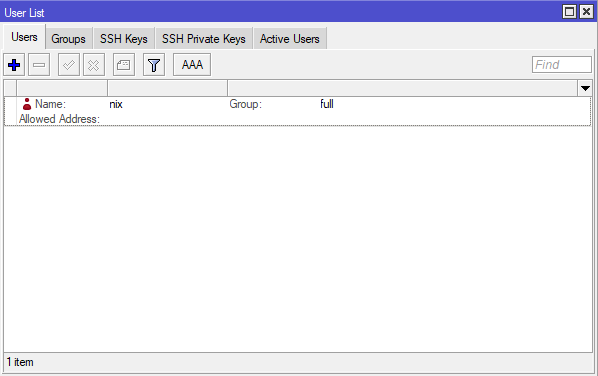 User List
Users Groups SSH Keys SSH Private Keys Active Users
AAA Find
Name: nix Group: full
Allowed Address:
1 item